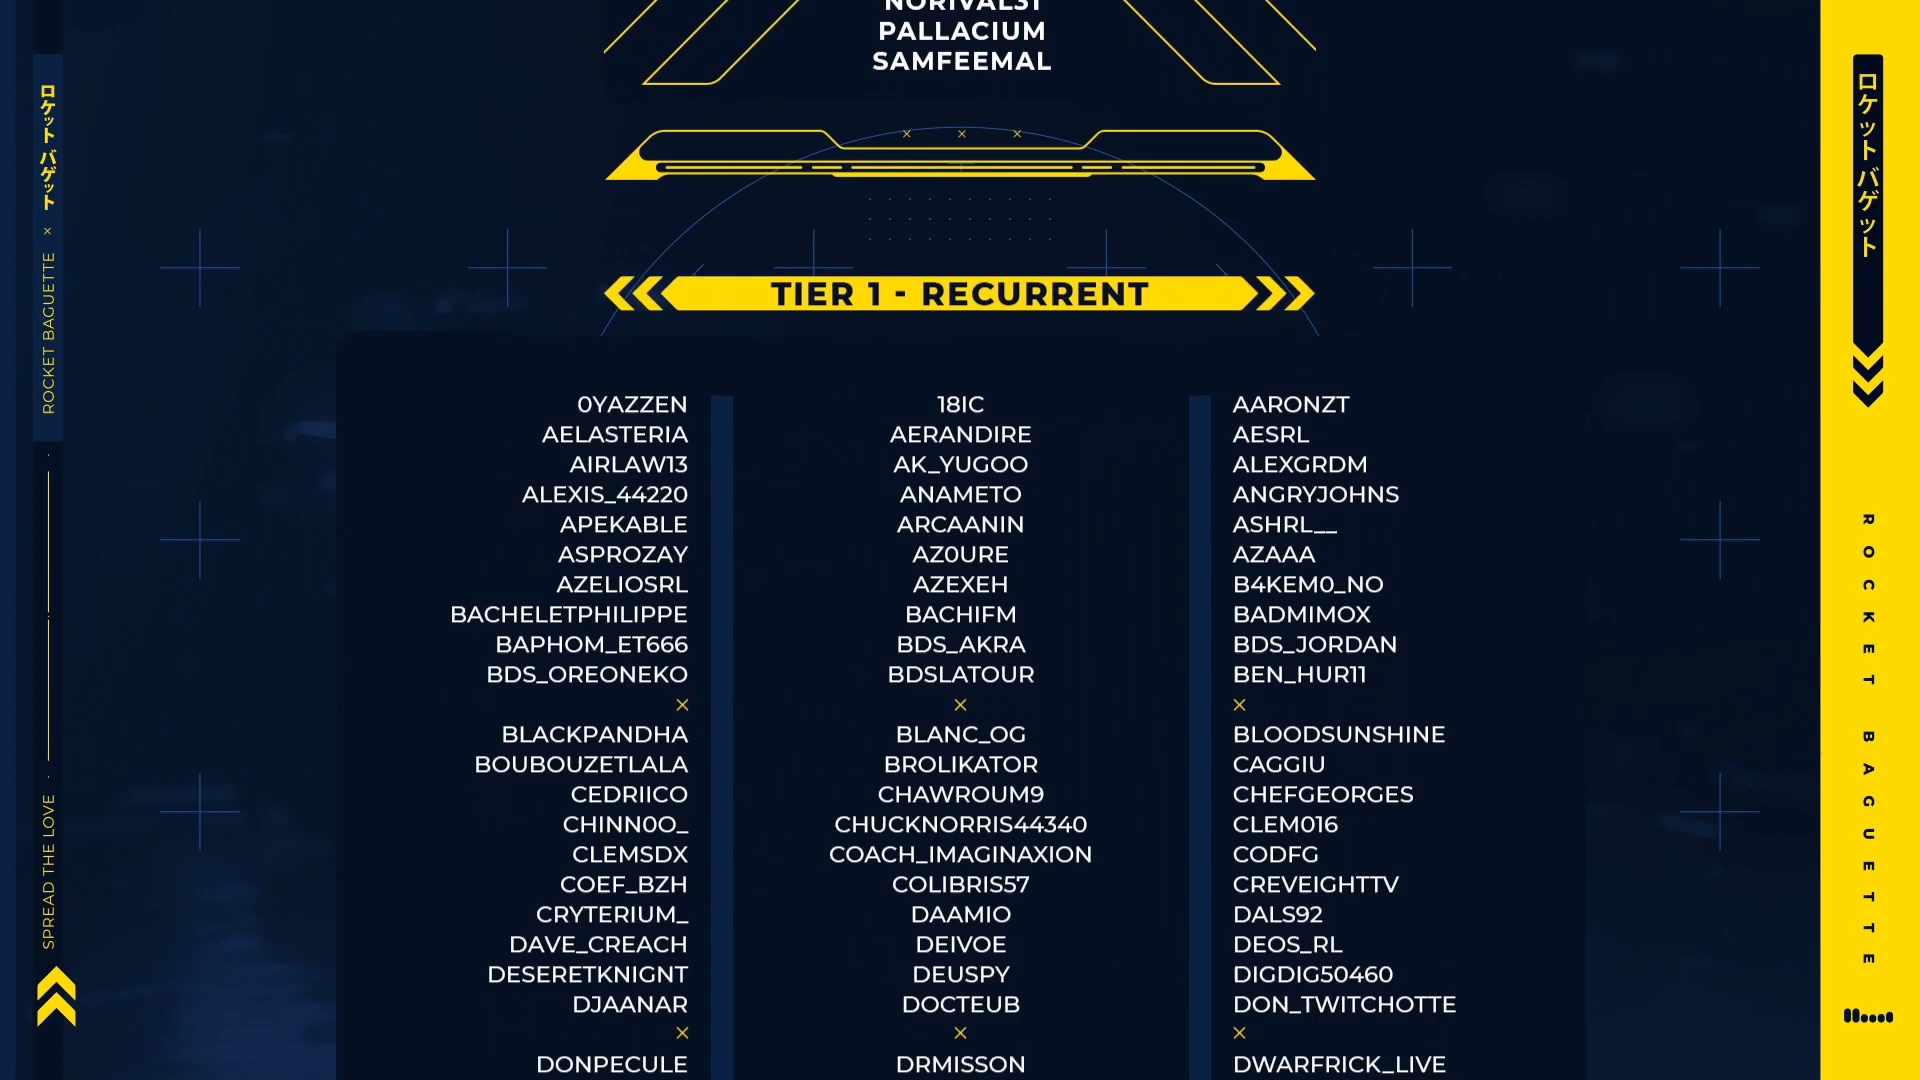 NORIVAL31
PALLACIUM
SAMFEEMAL
TIER 1 - RECURRENT
0YAZZEN 18IC AARONZT
AELASTERIA AERANDIRE AESRL
AIRLAW13 AK_YUGOO ALEXGRDM
ALEXIS_44220 ANAMETO ANGRYJOHNS
APEKABLE ARCAANIN ASHRL__
ASPROZAY AZ0URE AZAAA
AZELIOSRL AZEXEH B4KEM0_NO
BACHELETPHILIPPE BACHIFM BADMIMOX
BAPHOM_ET666 BDS_AKRA BDS_JORDAN
BDS_OREONEKO BDSLATOUR BEN_HUR11
× × ×
BLACKPANDHA BLANC_OG BLOODSUNSHINE
BOUBOUZETLALA BROLIKATOR CAGGIU
CEDRIICO CHAWROUM9 CHEFGEORGES
CHINN0O_ CHUCKNORRIS44340 CLEM016
CLEMSDX COACH_IMAGINAXION CODFG
COEF_BZH COLIBRIS57 CREVEIGHTTV
CRYTERIUM_ DAAMIO DALS92
DAVE_CREACH DEIVOE DEOS_RL
DESERETKNIGNT DEUSPY DIGDIG50460
DJAANAR DOCTEUB DON_TWITCHOTTE
× × ×
DONPECULE DRMISSON DWARFRICK_LIVE
ロケット バゲット × ROCKET BAGUETTE
SPREAD THE LOVE
ロケット バゲット
ROCKET BAGUETTE